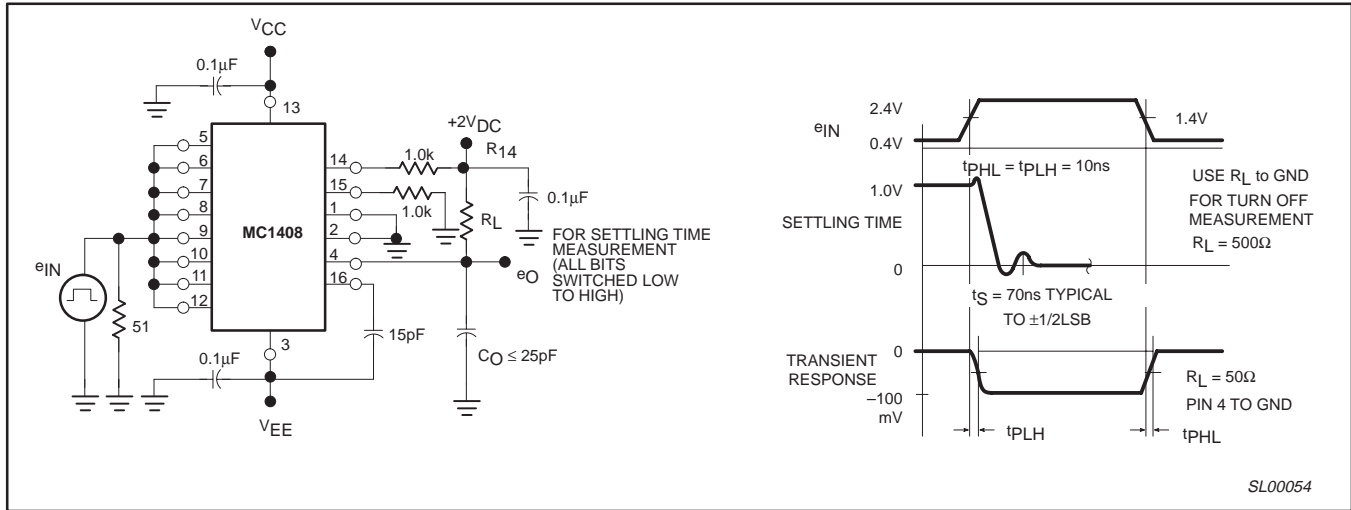 VCC
0.1µF
13
5
6
7
8
9
10
11
12
MC1408
14
15
1
2
4
16
3
1.0k
1.0k
+2VDC
R14
RL
0.1µF
FOR SETTLING TIME
MEASUREMENT
(ALL BITS
SWITCHED LOW
TO HIGH)
eO
eIN
51
15pF
CO ≤ 25pF
0.1µF
VEE
eIN
2.4V
0.4V
1.4V
tPHL = tPLH = 10ns
1.0V
SETTLING TIME
0
USE RL to GND
FOR TURN OFF
MEASUREMENT
RL = 500Ω
tS = 70ns TYPICAL
TO ±1/2LSB
0
TRANSIENT
RESPONSE
–100
mV
RL = 50Ω
PIN 4 TO GND
tPLH
tPHL
SL00054